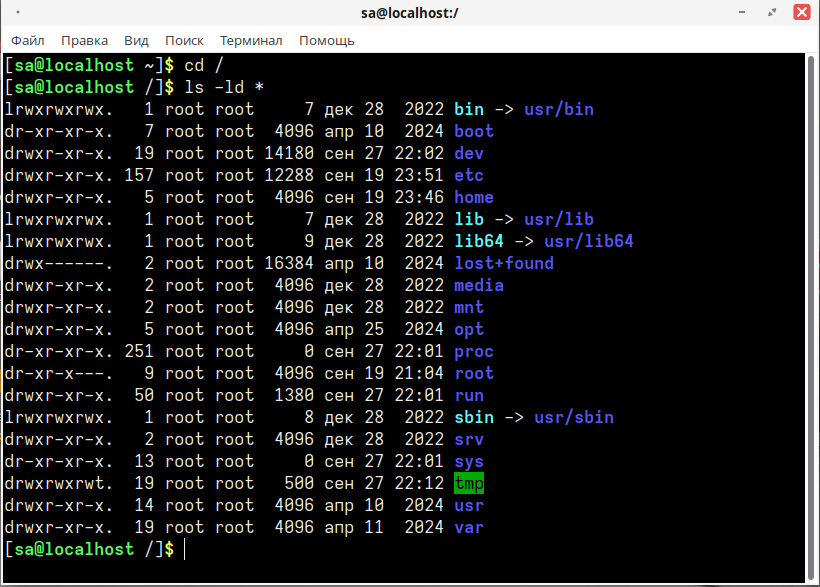 sa@localhost:/
Файл Правка Вид Поиск Терминал Помощь
[sa@localhost ~]$ cd /
[sa@localhost /]$ ls -ld *
lrwxrwxrwx.   1 root root     7 дек 28  2022 bin -> usr/bin
dr-xr-xr-x.   7 root root  4096 апр 10  2024 boot
drwxr-xr-x.  19 root root 14180 сен 27 22:02 dev
drwxr-xr-x. 157 root root 12288 сен 19 23:51 etc
drwxr-xr-x.   5 root root  4096 сен 19 23:46 home
lrwxrwxrwx.   1 root root     7 дек 28  2022 lib -> usr/lib
lrwxrwxrwx.   1 root root     9 дек 28  2022 lib64 -> usr/lib64
drwx------.   2 root root 16384 апр 10  2024 lost+found
drwxr-xr-x.   2 root root  4096 дек 28  2022 media
drwxr-xr-x.   2 root root  4096 дек 28  2022 mnt
drwxr-xr-x.   5 root root  4096 апр 25  2024 opt
dr-xr-xr-x. 251 root root     0 сен 27 22:01 proc
dr-xr-x---.   9 root root  4096 сен 19 21:04 root
drwxr-xr-x.  50 root root  1380 сен 27 22:01 run
lrwxrwxrwx.   1 root root     8 дек 28  2022 sbin -> usr/sbin
drwxr-xr-x.   2 root root  4096 дек 28  2022 srv
dr-xr-xr-x.  13 root root     0 сен 27 22:01 sys
drwxrwxrwt.  19 root root   500 сен 27 22:12 tmp
drwxr-xr-x.  14 root root  4096 апр 10  2024 usr
drwxr-xr-x.  19 root root  4096 апр 11  2024 var
[sa@localhost /]$